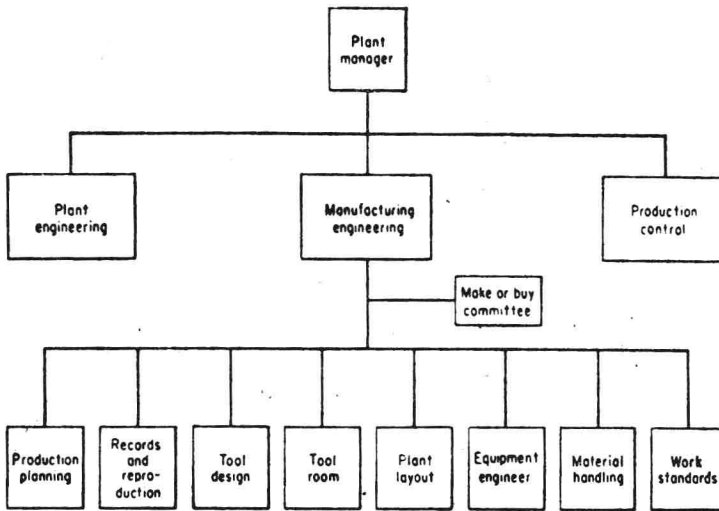 Plant
manager
Plant
engineering
Manufacturing
engineering
Production
control
Make or buy
committee
Production
planning
Records
and
repro-
duction
Tool
design
Tool
room
Plant
layout
Equipment
engineer
Material
handling
Work
standards